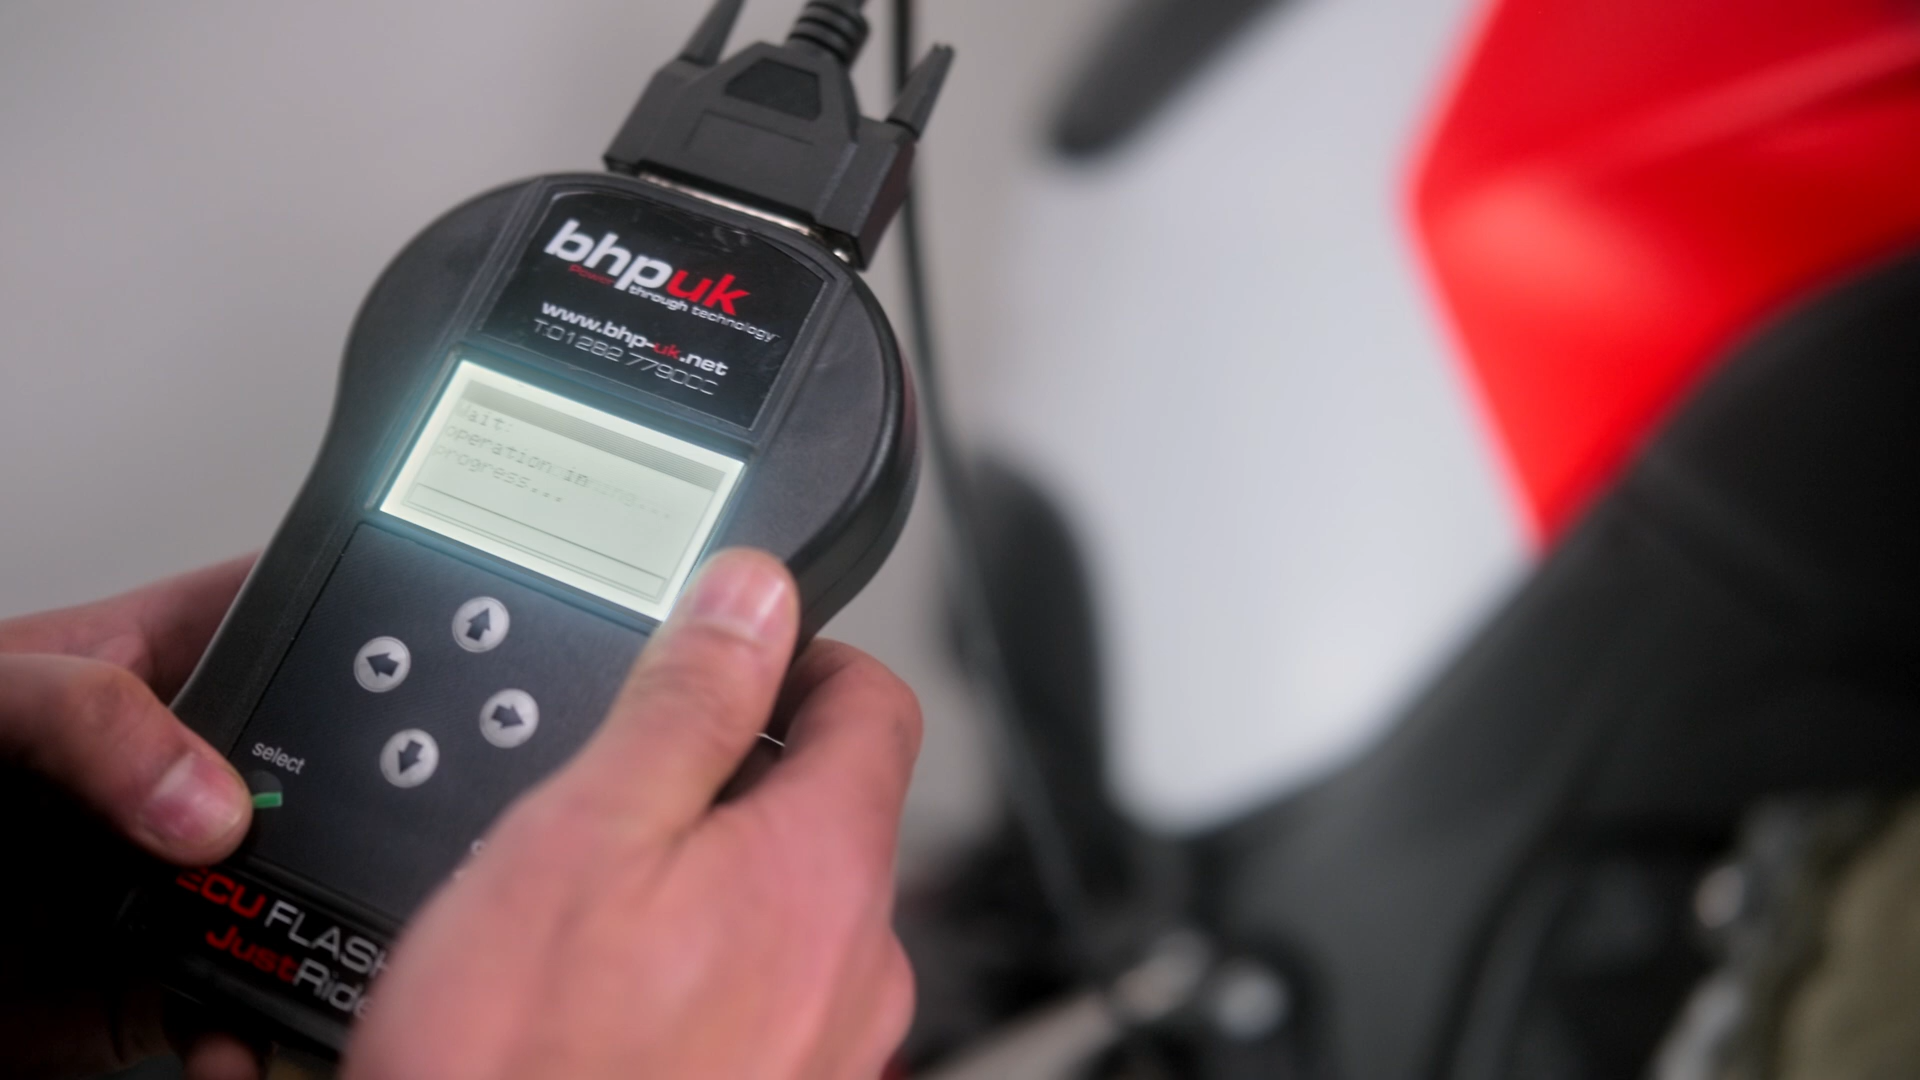 bhpuk
Power through technology
www.bhp-uk.net
T:01282 779000
Wait:
operation in
progress...
select
ECU FLASH
JustRide